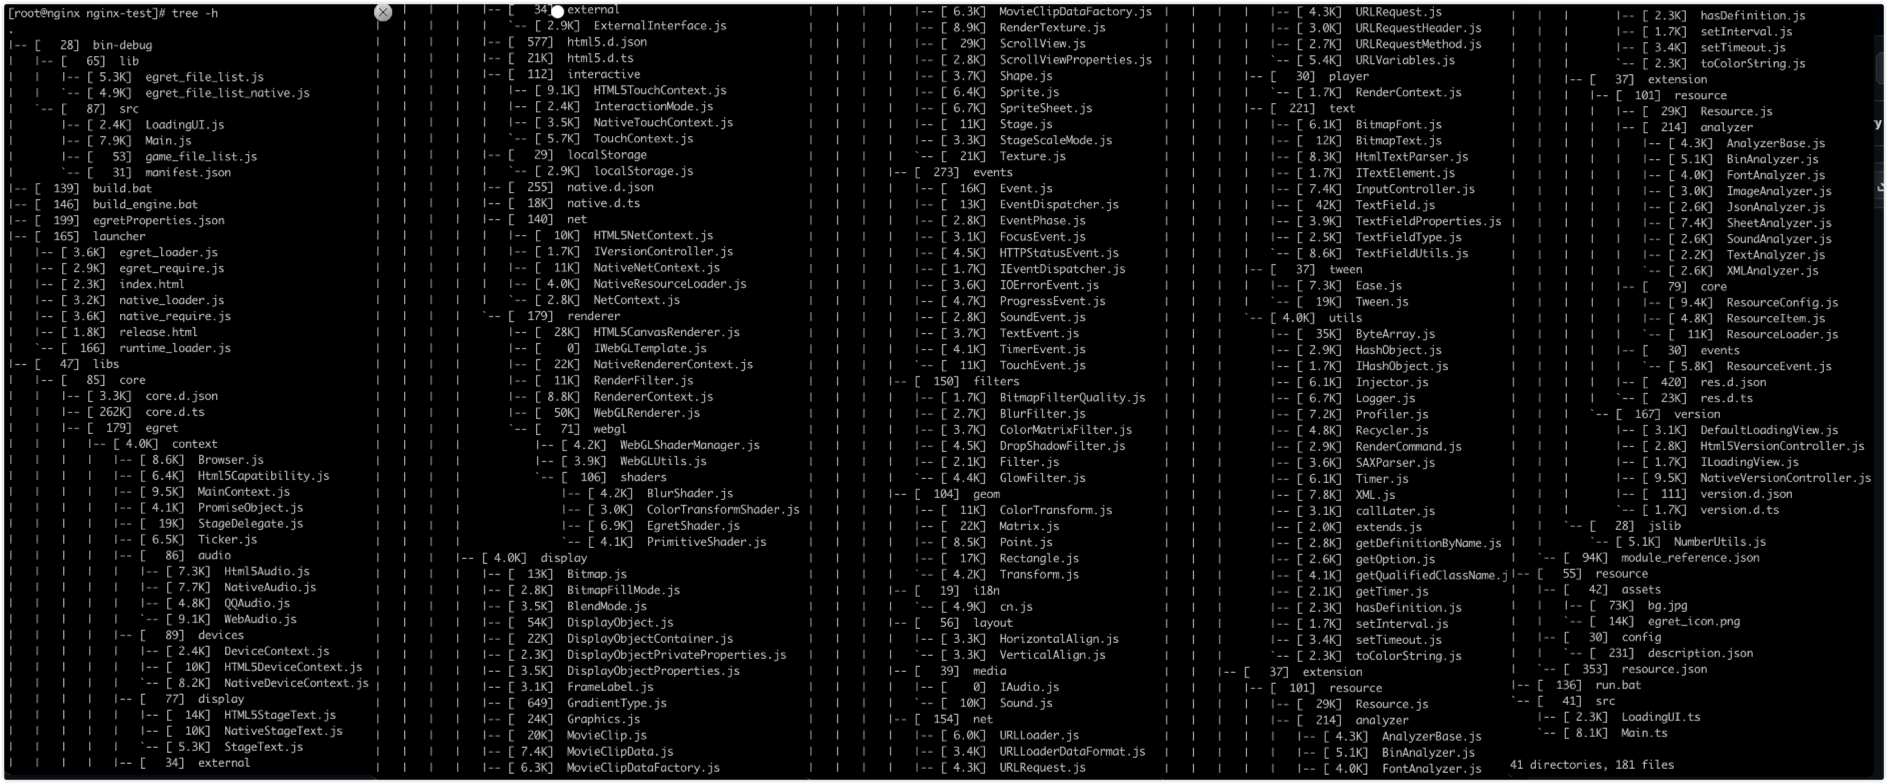 [root@nginx nginx-test]# tree -h
.
|-- [   28]  bin-debug
|   |-- [   65]  lib
|   |   |-- [ 5.3K]  egret_file_list.js
|   |   `-- [ 4.9K]  egret_file_list_native.js
|   `-- [   87]  src
|       |-- [ 2.4K]  LoadingUI.js
|       |-- [ 7.9K]  Main.js
|       |-- [   53]  game_file_list.js
|       `-- [   31]  manifest.json
|-- [  139]  build.bat
|-- [  146]  build_engine.bat
|-- [  199]  egretProperties.json
|-- [  165]  launcher
|   |-- [ 3.6K]  egret_loader.js
|   |-- [ 2.9K]  egret_require.js
|   |-- [ 2.3K]  index.html
|   |-- [ 3.2K]  native_loader.js
|   |-- [ 3.6K]  native_require.js
|   |-- [ 1.8K]  release.html
|   `-- [  166]  runtime_loader.js
|-- [   47]  libs
|   |-- [   85]  core
|   |   |-- [ 3.3K]  core.d.json
|   |   |-- [ 262K]  core.d.ts
|   |   |-- [  179]  egret
|   |   |   |-- [ 4.0K]  context
|   |   |   |   |-- [ 8.6K]  Browser.js
|   |   |   |   |-- [ 6.4K]  Html5Capatibility.js
|   |   |   |   |-- [ 9.5K]  MainContext.js
|   |   |   |   |-- [ 4.1K]  PromiseObject.js
|   |   |   |   |-- [  19K]  StageDelegate.js
|   |   |   |   |-- [ 6.5K]  Ticker.js
|   |   |   |   |-- [   86]  audio
|   |   |   |   |   |-- [ 7.3K]  Html5Audio.js
|   |   |   |   |   |-- [ 7.7K]  NativeAudio.js
|   |   |   |   |   |-- [ 4.8K]  QQAudio.js
|   |   |   |   |   `-- [ 9.1K]  WebAudio.js
|   |   |   |   |-- [   89]  devices
|   |   |   |   |   |-- [ 2.4K]  DeviceContext.js
|   |   |   |   |   |-- [  10K]  HTML5DeviceContext.js
|   |   |   |   |   `-- [ 8.2K]  NativeDeviceContext.js
|   |   |   |   |-- [   77]  display
|   |   |   |   |   |-- [  14K]  HTML5StageText.js
|   |   |   |   |   |-- [  10K]  NativeStageText.js
|   |   |   |   |   `-- [ 5.3K]  StageText.js
|   |   |   |   |-- [   34]  external
|   |   |   |   |-- [   34]  external
|   |   |   |   |   `-- [ 2.9K]  ExternalInterface.js
|   |   |   |   |-- [  577]  html5.d.json
|   |   |   |   |-- [  21K]  html5.d.ts
|   |   |   |   |-- [  112]  interactive
|   |   |   |   |   |-- [ 9.1K]  HTML5TouchContext.js
|   |   |   |   |   |-- [ 2.4K]  InteractionMode.js
|   |   |   |   |   |-- [ 3.5K]  NativeTouchContext.js
|   |   |   |   |   `-- [ 5.7K]  TouchContext.js
|   |   |   |   |-- [   29]  localStorage
|   |   |   |   |   `-- [ 2.9K]  localStorage.js
|   |   |   |   |-- [  255]  native.d.json
|   |   |   |   |-- [  18K]  native.d.ts
|   |   |   |   |-- [  140]  net
|   |   |   |   |   |-- [  10K]  HTML5NetContext.js
|   |   |   |   |   |-- [ 1.7K]  IVersionController.js
|   |   |   |   |   |-- [  11K]  NativeNetContext.js
|   |   |   |   |   |-- [ 4.0K]  NativeResourceLoader.js
|   |   |   |   |   `-- [ 2.8K]  NetContext.js
|   |   |   |   `-- [  179]  renderer
|   |   |   |       |-- [  28K]  HTML5CanvasRenderer.js
|   |   |   |       |-- [    0]  IWebGLTemplate.js
|   |   |   |       |-- [  22K]  NativeRendererContext.js
|   |   |   |       |-- [  11K]  RenderFilter.js
|   |   |   |       |-- [ 8.8K]  RendererContext.js
|   |   |   |       |-- [  50K]  WebGLRenderer.js
|   |   |   |       `-- [   71]  webgl
|   |   |   |           |-- [ 4.2K]  WebGLShaderManager.js
|   |   |   |           |-- [ 3.9K]  WebGLUtils.js
|   |   |   |           `-- [  106]  shaders
|   |   |   |               |-- [ 4.2K]  BlurShader.js
|   |   |   |               |-- [ 3.0K]  ColorTransformShader.js
|   |   |   |               |-- [ 6.9K]  EgretShader.js
|   |   |   |               `-- [ 4.1K]  PrimitiveShader.js
|   |   |   |-- [ 4.0K]  display
|   |   |   |   |-- [  13K]  Bitmap.js
|   |   |   |   |-- [ 2.8K]  BitmapFillMode.js
|   |   |   |   |-- [ 3.5K]  BlendMode.js
|   |   |   |   |-- [  54K]  DisplayObject.js
|   |   |   |   |-- [  22K]  DisplayObjectContainer.js
|   |   |   |   |-- [ 2.3K]  DisplayObjectPrivateProperties.js
|   |   |   |   |-- [ 3.5K]  DisplayObjectProperties.js
|   |   |   |   |-- [ 3.1K]  FrameLabel.js
|   |   |   |   |-- [  649]  GradientType.js
|   |   |   |   |-- [  24K]  Graphics.js
|   |   |   |   |-- [  20K]  MovieClip.js
|   |   |   |   |-- [ 7.4K]  MovieClipData.js
|   |   |   |   |-- [ 6.3K]  MovieClipDataFactory.js
|   |   |   |   |-- [ 6.3K]  MovieClipDataFactory.js
|   |   |   |   |-- [ 8.9K]  RenderTexture.js
|   |   |   |   |-- [  29K]  ScrollView.js
|   |   |   |   |-- [ 2.8K]  ScrollViewProperties.js
|   |   |   |   |-- [ 3.7K]  Shape.js
|   |   |   |   |-- [ 6.4K]  Sprite.js
|   |   |   |   |-- [ 6.7K]  SpriteSheet.js
|   |   |   |   |-- [  11K]  Stage.js
|   |   |   |   |-- [ 3.3K]  StageScaleMode.js
|   |   |   |   `-- [  21K]  Texture.js
|   |   |   |-- [  273]  events
|   |   |   |   |-- [  16K]  Event.js
|   |   |   |   |-- [  13K]  EventDispatcher.js
|   |   |   |   |-- [ 2.8K]  EventPhase.js
|   |   |   |   |-- [ 3.1K]  FocusEvent.js
|   |   |   |   |-- [ 4.5K]  HTTPStatusEvent.js
|   |   |   |   |-- [ 1.7K]  IEventDispatcher.js
|   |   |   |   |-- [ 3.6K]  IOErrorEvent.js
|   |   |   |   |-- [ 4.7K]  ProgressEvent.js
|   |   |   |   |-- [ 2.8K]  SoundEvent.js
|   |   |   |   |-- [ 3.7K]  TextEvent.js
|   |   |   |   |-- [ 4.1K]  TimerEvent.js
|   |   |   |   `-- [  11K]  TouchEvent.js
|   |   |   |-- [  150]  filters
|   |   |   |   |-- [ 1.7K]  BitmapFilterQuality.js
|   |   |   |   |-- [ 2.7K]  BlurFilter.js
|   |   |   |   |-- [ 3.7K]  ColorMatrixFilter.js
|   |   |   |   |-- [ 4.5K]  DropShadowFilter.js
|   |   |   |   |-- [ 2.1K]  Filter.js
|   |   |   |   `-- [ 4.4K]  GlowFilter.js
|   |   |   |-- [  104]  geom
|   |   |   |   |-- [  11K]  ColorTransform.js
|   |   |   |   |-- [  22K]  Matrix.js
|   |   |   |   |-- [ 8.5K]  Point.js
|   |   |   |   |-- [  17K]  Rectangle.js
|   |   |   |   `-- [ 4.2K]  Transform.js
|   |   |   |-- [   19]  i18n
|   |   |   |   `-- [ 4.9K]  cn.js
|   |   |   |-- [   56]  layout
|   |   |   |   |-- [ 3.3K]  HorizontalAlign.js
|   |   |   |   `-- [ 3.3K]  VerticalAlign.js
|   |   |   |-- [   39]  media
|   |   |   |   |-- [    0]  IAudio.js
|   |   |   |   `-- [  10K]  Sound.js
|   |   |   |-- [  154]  net
|   |   |   |   |-- [ 6.0K]  URLLoader.js
|   |   |   |   |-- [ 3.4K]  URLLoaderDataFormat.js
|   |   |   |   |-- [ 4.3K]  URLRequest.js
|   |   |   |   |-- [ 4.3K]  URLRequest.js
|   |   |   |   |-- [ 3.0K]  URLRequestHeader.js
|   |   |   |   |-- [ 2.7K]  URLRequestMethod.js
|   |   |   |   `-- [ 5.4K]  URLVariables.js
|   |   |   |-- [   30]  player
|   |   |   |   `-- [ 1.7K]  RenderContext.js
|   |   |   |-- [  221]  text
|   |   |   |   |-- [ 6.1K]  BitmapFont.js
|   |   |   |   |-- [  12K]  BitmapText.js
|   |   |   |   |-- [ 8.3K]  HtmlTextParser.js
|   |   |   |   |-- [ 1.7K]  ITextElement.js
|   |   |   |   |-- [ 7.4K]  InputController.js
|   |   |   |   |-- [  42K]  TextField.js
|   |   |   |   |-- [ 3.9K]  TextFieldProperties.js
|   |   |   |   |-- [ 2.5K]  TextFieldType.js
|   |   |   |   `-- [ 8.6K]  TextFieldUtils.js
|   |   |   |-- [   37]  tween
|   |   |   |   |-- [ 7.3K]  Ease.js
|   |   |   |   `-- [  19K]  Tween.js
|   |   |   `-- [ 4.0K]  utils
|   |   |       |-- [  35K]  ByteArray.js
|   |   |       |-- [ 2.9K]  HashObject.js
|   |   |       |-- [ 1.7K]  IHashObject.js
|   |   |       |-- [ 6.1K]  Injector.js
|   |   |       |-- [ 6.7K]  Logger.js
|   |   |       |-- [ 7.2K]  Profiler.js
|   |   |       |-- [ 4.8K]  Recycler.js
|   |   |       |-- [ 2.9K]  RenderCommand.js
|   |   |       |-- [ 3.6K]  SAXParser.js
|   |   |       |-- [ 6.1K]  Timer.js
|   |   |       |-- [ 7.8K]  XML.js
|   |   |       |-- [ 3.1K]  callLater.js
|   |   |       |-- [ 2.0K]  extends.js
|   |   |       |-- [ 2.8K]  getDefinitionByName.js
|   |   |       |-- [ 2.6K]  getOption.js
|   |   |       |-- [ 4.1K]  getQualifiedClassName.j
|   |   |       |-- [ 2.1K]  getTimer.js
|   |   |       |-- [ 2.3K]  hasDefinition.js
|   |   |       |-- [ 1.7K]  setInterval.js
|   |   |       |-- [ 3.4K]  setTimeout.js
|   |   |       `-- [ 2.3K]  toColorString.js
|   |   |-- [   37]  extension
|   |   |   |-- [  101]  resource
|   |   |   |   |-- [  29K]  Resource.js
|   |   |   |   |-- [  214]  analyzer
|   |   |   |   |   |-- [ 4.3K]  AnalyzerBase.js
|   |   |   |   |   |-- [ 5.1K]  BinAnalyzer.js
|   |   |   |   |   |-- [ 4.0K]  FontAnalyzer.js
|   |   |       |-- [ 2.3K]  hasDefinition.js
|   |   |       |-- [ 1.7K]  setInterval.js
|   |   |       |-- [ 3.4K]  setTimeout.js
|   |   |       `-- [ 2.3K]  toColorString.js
|   |   |-- [   37]  extension
|   |   |   |-- [  101]  resource
|   |   |   |   |-- [  29K]  Resource.js
|   |   |   |   |-- [  214]  analyzer
|   |   |   |   |   |-- [ 4.3K]  AnalyzerBase.js
|   |   |   |   |   |-- [ 5.1K]  BinAnalyzer.js
|   |   |   |   |   |-- [ 4.0K]  FontAnalyzer.js
|   |   |   |   |   |-- [ 3.0K]  ImageAnalyzer.js
|   |   |   |   |   |-- [ 2.6K]  JsonAnalyzer.js
|   |   |   |   |   |-- [ 7.4K]  SheetAnalyzer.js
|   |   |   |   |   |-- [ 2.6K]  SoundAnalyzer.js
|   |   |   |   |   |-- [ 2.2K]  TextAnalyzer.js
|   |   |   |   |   `-- [ 2.6K]  XMLAnalyzer.js
|   |   |   |   |-- [   79]  core
|   |   |   |   |   |-- [ 9.4K]  ResourceConfig.js
|   |   |   |   |   |-- [ 4.8K]  ResourceItem.js
|   |   |   |   |   `-- [  11K]  ResourceLoader.js
|   |   |   |   |-- [   30]  events
|   |   |   |   |   `-- [ 5.8K]  ResourceEvent.js
|   |   |   |   |-- [  420]  res.d.json
|   |   |   |   `-- [  23K]  res.d.ts
|   |   |   `-- [  167]  version
|   |   |       |-- [ 3.1K]  DefaultLoadingView.js
|   |   |       |-- [ 2.8K]  Html5VersionController.js
|   |   |       |-- [ 1.7K]  ILoadingView.js
|   |   |       |-- [ 9.5K]  NativeVersionController.js
|   |   |       |-- [  111]  version.d.json
|   |   |       `-- [ 1.7K]  version.d.ts
|   |   `-- [   28]  jslib
|   |       `-- [ 5.1K]  NumberUtils.js
|   `-- [  94K]  module_reference.json
|-- [   55]  resource
|   |-- [   42]  assets
|   |   |-- [  73K]  bg.jpg
|   |   `-- [  14K]  egret_icon.png
|   |-- [   30]  config
|   |   `-- [  231]  description.json
|   `-- [  353]  resource.json
|-- [  136]  run.bat
`-- [   41]  src
    |-- [ 2.3K]  LoadingUI.ts
    `-- [ 8.1K]  Main.ts

41 directories, 181 files